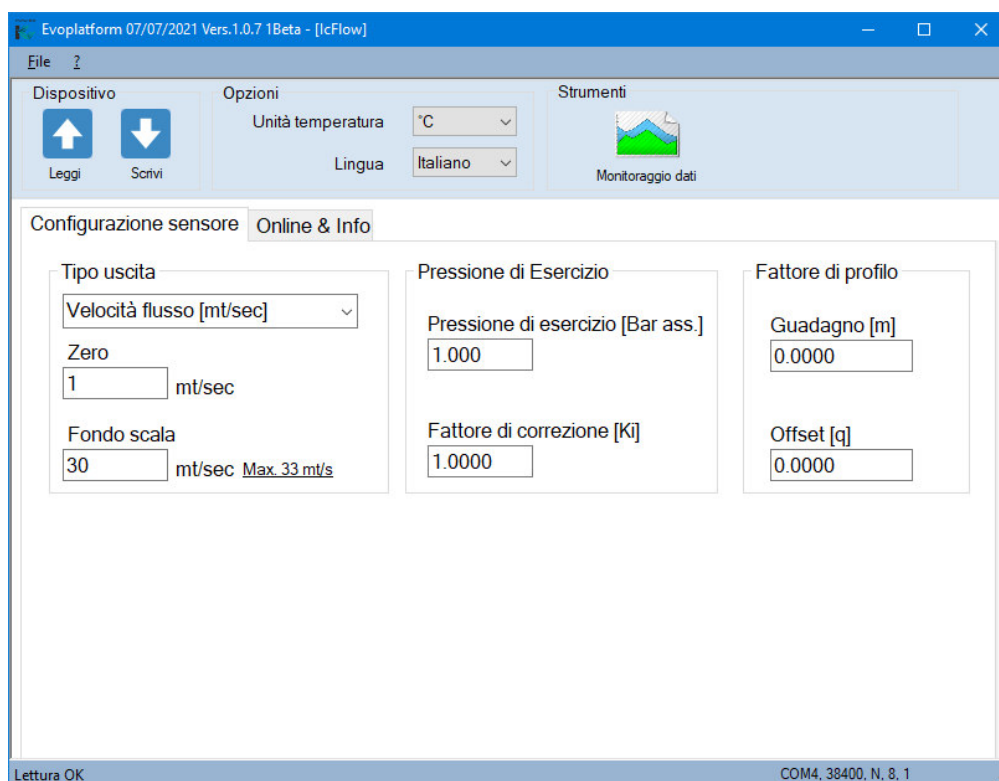 Evoplatform 07/07/2021 Vers.1.0.7 1Beta - [IcFlow]
File ?
Dispositivo
Leggi
Scrivi
Opzioni
Unità temperatura
°C
Lingua
Italiano
Strumenti
Monitoraggio dati
Configurazione sensore
Online & Info
Tipo uscita
Velocità flusso [mt/sec]
Zero
1 mt/sec
Fondo scala
30 mt/sec Max. 33 mt/s
Pressione di Esercizio
Pressione di esercizio [Bar ass.]
1.000
Fattore di correzione [Ki]
1.0000
Fattore di profilo
Guadagno [m]
0.0000
Offset [q]
0.0000
Lettura OK
COM4, 38400, N, 8, 1